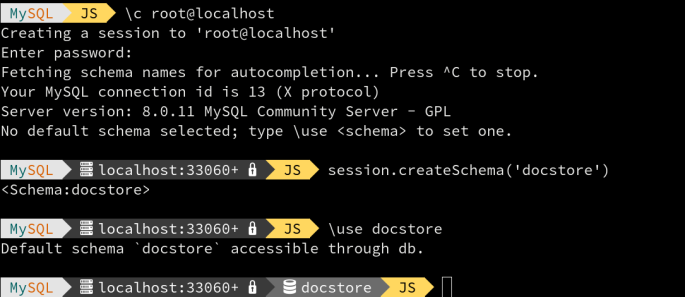 MySQL JS \c root@localhost
Creating a session to 'root@localhost'
Enter password:
Fetching schema names for autocompletion... Press ^C to stop.
Your MySQL connection id is 13 (X protocol)
Server version: 8.0.11 MySQL Community Server - GPL
No default schema selected; type \use <schema> to set one.
MySQL localhost:33060+ JS session.createSchema('docstore')
<Schema:docstore>
MySQL localhost:33060+ JS \use docstore
Default schema `docstore` accessible through db.
MySQL localhost:33060+ docstore JS